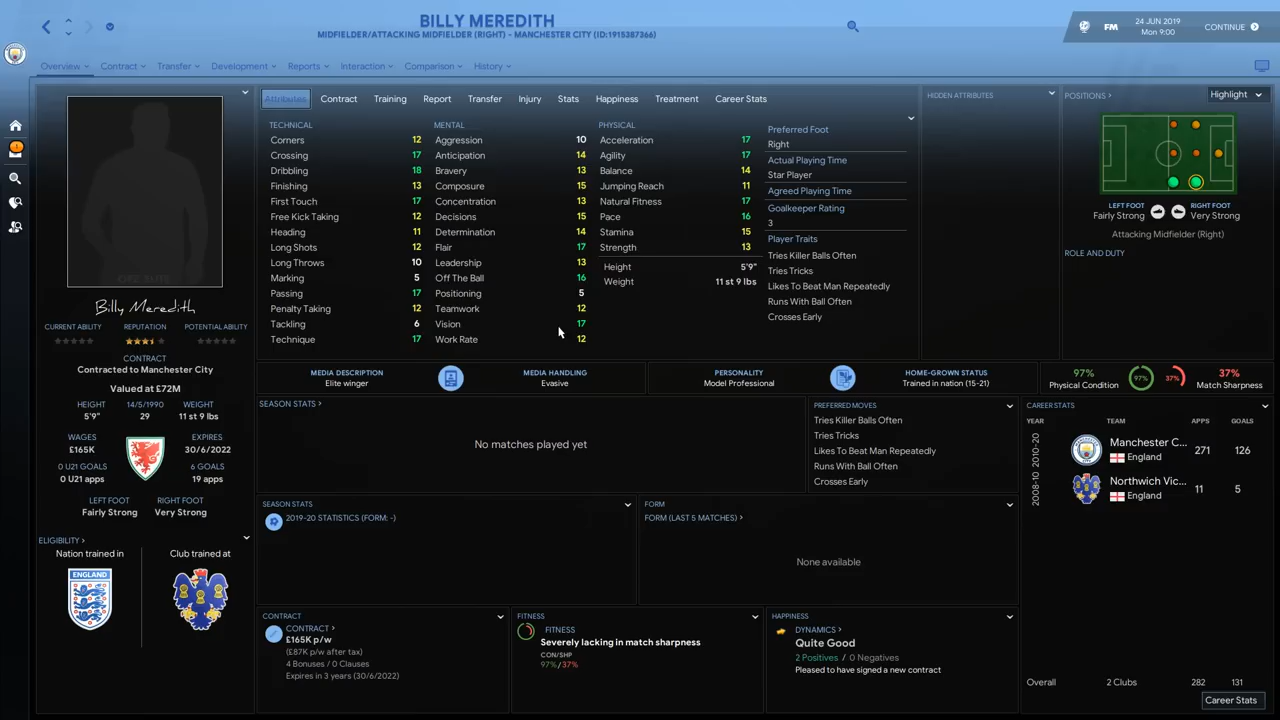 BILLY MEREDITH
MIDFIELDER/ATTACKING MIDFIELDER (RIGHT) - MANCHESTER CITY (ID:1915387366)
24 JUN 2019
Mon 9:00
FM
CONTINUE
Overview
Contract
Transfer
Development
Reports
Interaction
Comparison
History
Attributes
Contract
Training
Report
Transfer
Injury
Stats
Happiness
Treatment
Career Stats
TECHNICAL
Corners 12
Crossing 17
Dribbling 18
Finishing 13
First Touch 17
Free Kick Taking 12
Heading 11
Long Shots 12
Long Throws 10
Marking 5
Passing 17
Penalty Taking 12
Tackling 6
Technique 17
MENTAL
Aggression 10
Anticipation 14
Bravery 13
Composure 15
Concentration 13
Decisions 15
Determination 14
Flair 17
Leadership 13
Off The Ball 16
Positioning 5
Teamwork 12
Vision 17
Work Rate 12
PHYSICAL
Acceleration 17
Agility 17
Balance 14
Jumping Reach 11
Natural Fitness 17
Pace 16
Stamina 15
Strength 13
Height 5'9"
Weight 11 st 9 lbs
Preferred Foot
Right
Actual Playing Time
Star Player
Agreed Playing Time
Goalkeeper Rating
3
Player Traits
Tries Killer Balls Often
Tries Tricks
Likes To Beat Man Repeatedly
Runs With Ball Often
Crosses Early
HIDDEN ATTRIBUTES
POSITIONS >
Highlight
LEFT FOOT
Fairly Strong
RIGHT FOOT
Very Strong
Attacking Midfielder (Right)
ROLE AND DUTY
Billy Meredith
CURRENT ABILITY
REPUTATION
POTENTIAL ABILITY
CONTRACT
Contracted to Manchester City
Valued at £72M
HEIGHT
5'9"
14/5/1990
29
WEIGHT
11 st 9 lbs
WAGES
£165K
EXPIRES
30/6/2022
0 U21 GOALS
0 U21 apps
6 GOALS
19 apps
LEFT FOOT
Fairly Strong
RIGHT FOOT
Very Strong
ELIGIBILITY >
Nation trained in
Club trained at
ENGLAND
MEDIA DESCRIPTION
Elite winger
MEDIA HANDLING
Evasive
PERSONALITY
Model Professional
HOME-GROWN STATUS
Trained in nation (15-21)
97%
Physical Condition
97%
37%
37%
Match Sharpness
SEASON STATS >
No matches played yet
PREFERRED MOVES
Tries Killer Balls Often
Tries Tricks
Likes To Beat Man Repeatedly
Runs With Ball Often
Crosses Early
CAREER STATS
YEAR TEAM APPS GOALS
2010-20 Manchester C... England 271 126
2008-10 Northwich Vic... England 11 5
Overall 2 Clubs 282 131
Career Stats
SEASON STATS
2019-20 STATISTICS (FORM: -)
FORM
FORM (LAST 5 MATCHES) >
None available
CONTRACT
CONTRACT >
£165K p/w
(£87K p/w after tax)
4 Bonuses / 0 Clauses
Expires in 3 years (30/6/2022)
FITNESS
FITNESS
Severely lacking in match sharpness
CON/SHP
97%/37%
HAPPINESS
DYNAMICS >
Quite Good
2 Positives / 0 Negatives
Pleased to have signed a new contract